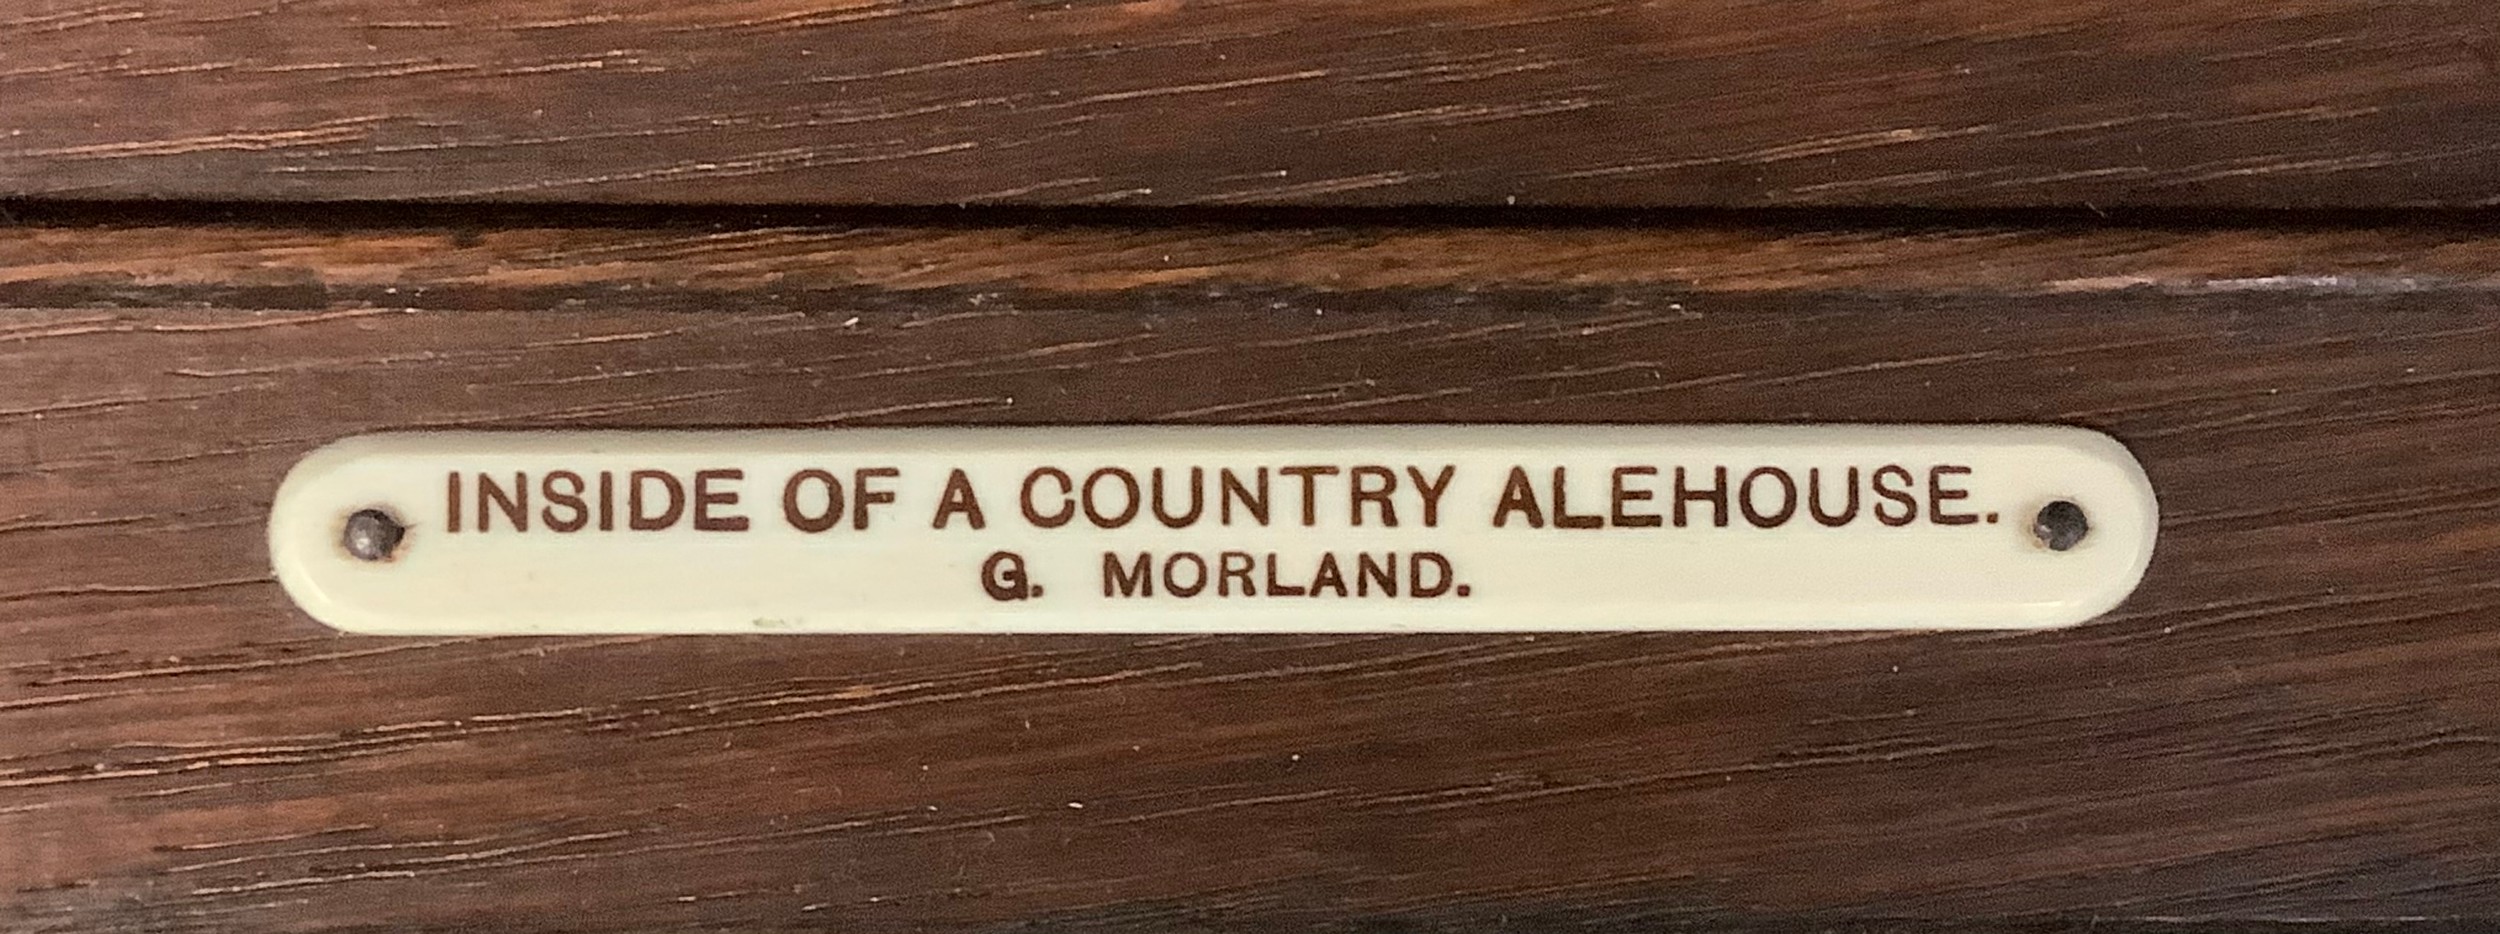 INSIDE OF A COUNTRY ALEHOUSE.
G. MORLAND.